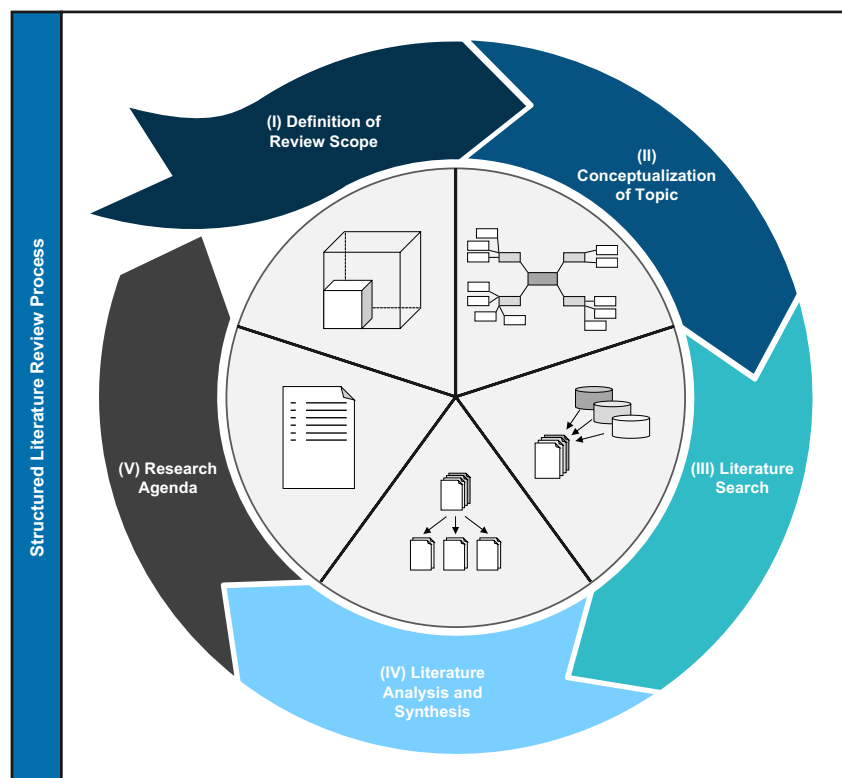 Structured Literature Review Process
(I) Definition of
Review Scope
(II)
Conceptualization
of Topic
(III) Literature
Search
(IV) Literature
Analysis and
Synthesis
(V) Research
Agenda